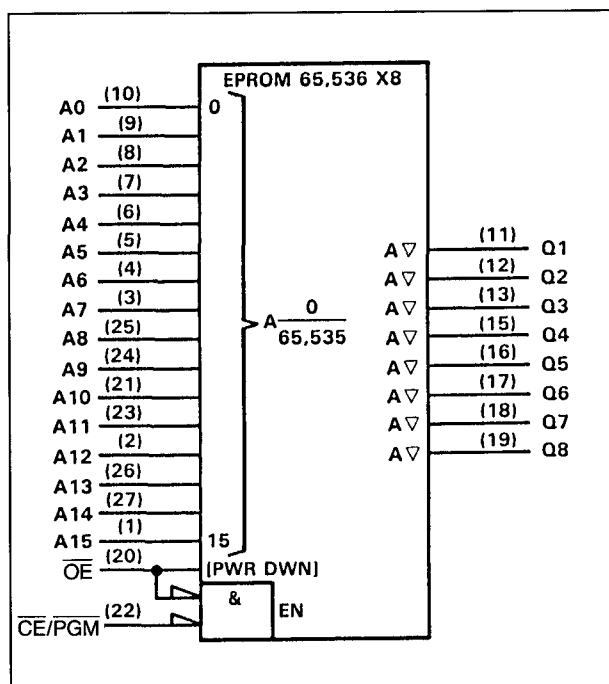 EPROM 65,536 X8
A0 (10) 0
A1 (9)
A2 (8)
A3 (7)
A4 (6)
A5 (5)
A6 (4)
A7 (3)
A8 (25)
A9 (24)
A10 (21)
A11 (23)
A12 (2)
A13 (26)
A14 (27)
A15 (1) 15
OE (20) [PWR DWN]
CE/PGM (22) & EN
A 0
65,535
A▽ (11) Q1
A▽ (12) Q2
A▽ (13) Q3
A▽ (15) Q4
A▽ (16) Q5
A▽ (17) Q6
A▽ (18) Q7
A▽ (19) Q8